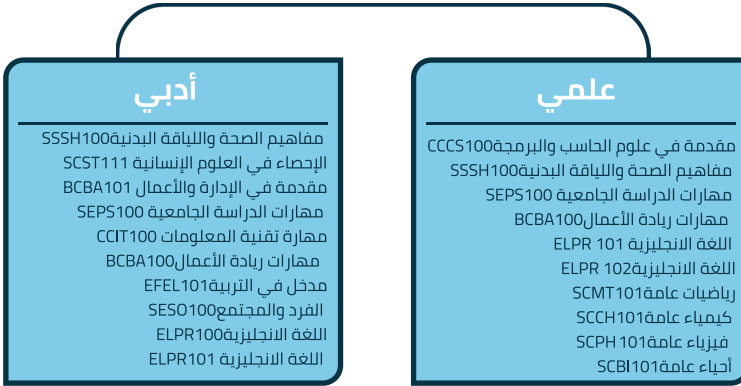 علمي
مقدمة في علوم الحاسب والبرمجةCCCS100
مفاهيم الصحة واللياقة البدنيةSSSH100
مهارات الدراسة الجامعية SEPS100
مهارات ريادة الأعمالBCBA100
اللغة الانجليزية ELPR 101
اللغة الانجليزيةELPR 102
رياضيات عامةSCMT101
كيمياء عامةSCCH101
فيزياء عامةSCPH 101
أحياء عامةSCBI101
أدبي
مفاهيم الصحة واللياقة البدنيةSSSH100
الإحصاء في العلوم الإنسانية SCST111
مقدمة في الإدارة والأعمال BCBA101
مهارات الدراسة الجامعية SEPS100
مهارة تقنية المعلومات CCIT100
مهارات ريادة الأعمالBCBA100
مدخل في التربيةEFEL101
الفرد والمجتمعSESO100
اللغة الانجليزيةELPR100
اللغة الانجليزية ELPR101